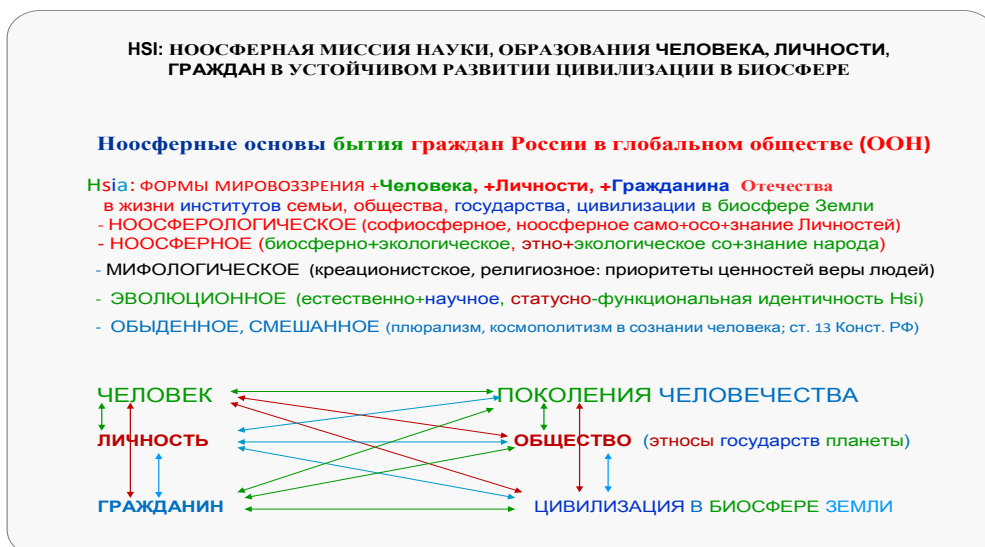 HSI: НООСФЕРНАЯ МИССИЯ НАУКИ, ОБРАЗОВАНИЯ ЧЕЛОВЕКА, ЛИЧНОСТИ,
ГРАЖДАН В УСТОЙЧИВОМ РАЗВИТИИ ЦИВИЛИЗАЦИИ В БИОСФЕРЕ
Ноосферные основы бытия граждан России в глобальном обществе (ООН)
Hsia: ФОРМЫ МИРОВОЗЗРЕНИЯ +Человека, +Личности, +Гражданина Отечества
в жизни институтов семьи, общества, государства, цивилизации в биосфере Земли
- НООСФЕРОЛОГИЧЕСКОЕ (софиосферное, ноосферное само+осо+знание Личностей)
- НООСФЕРНОЕ (биосферно+экологическое, этно+экологическое со+знание народа)
- МИФОЛОГИЧЕСКОЕ (креационистское, религиозное: приоритеты ценностей веры людей)
- ЭВОЛЮЦИОННОЕ (естественно+научное, статусно-функциональная идентичность Hsi)
- ОБЫДЕННОЕ, СМЕШАННОЕ (плюрализм, космополитизм в сознании человека; ст. 13 Конст. РФ)
ЧЕЛОВЕК ПОКОЛЕНИЯ ЧЕЛОВЕЧЕСТВА
ЛИЧНОСТЬ ОБЩЕСТВО (этносы государств планеты)
ГРАЖДАНИН ЦИВИЛИЗАЦИЯ В БИОСФЕРЕ ЗЕМЛИ